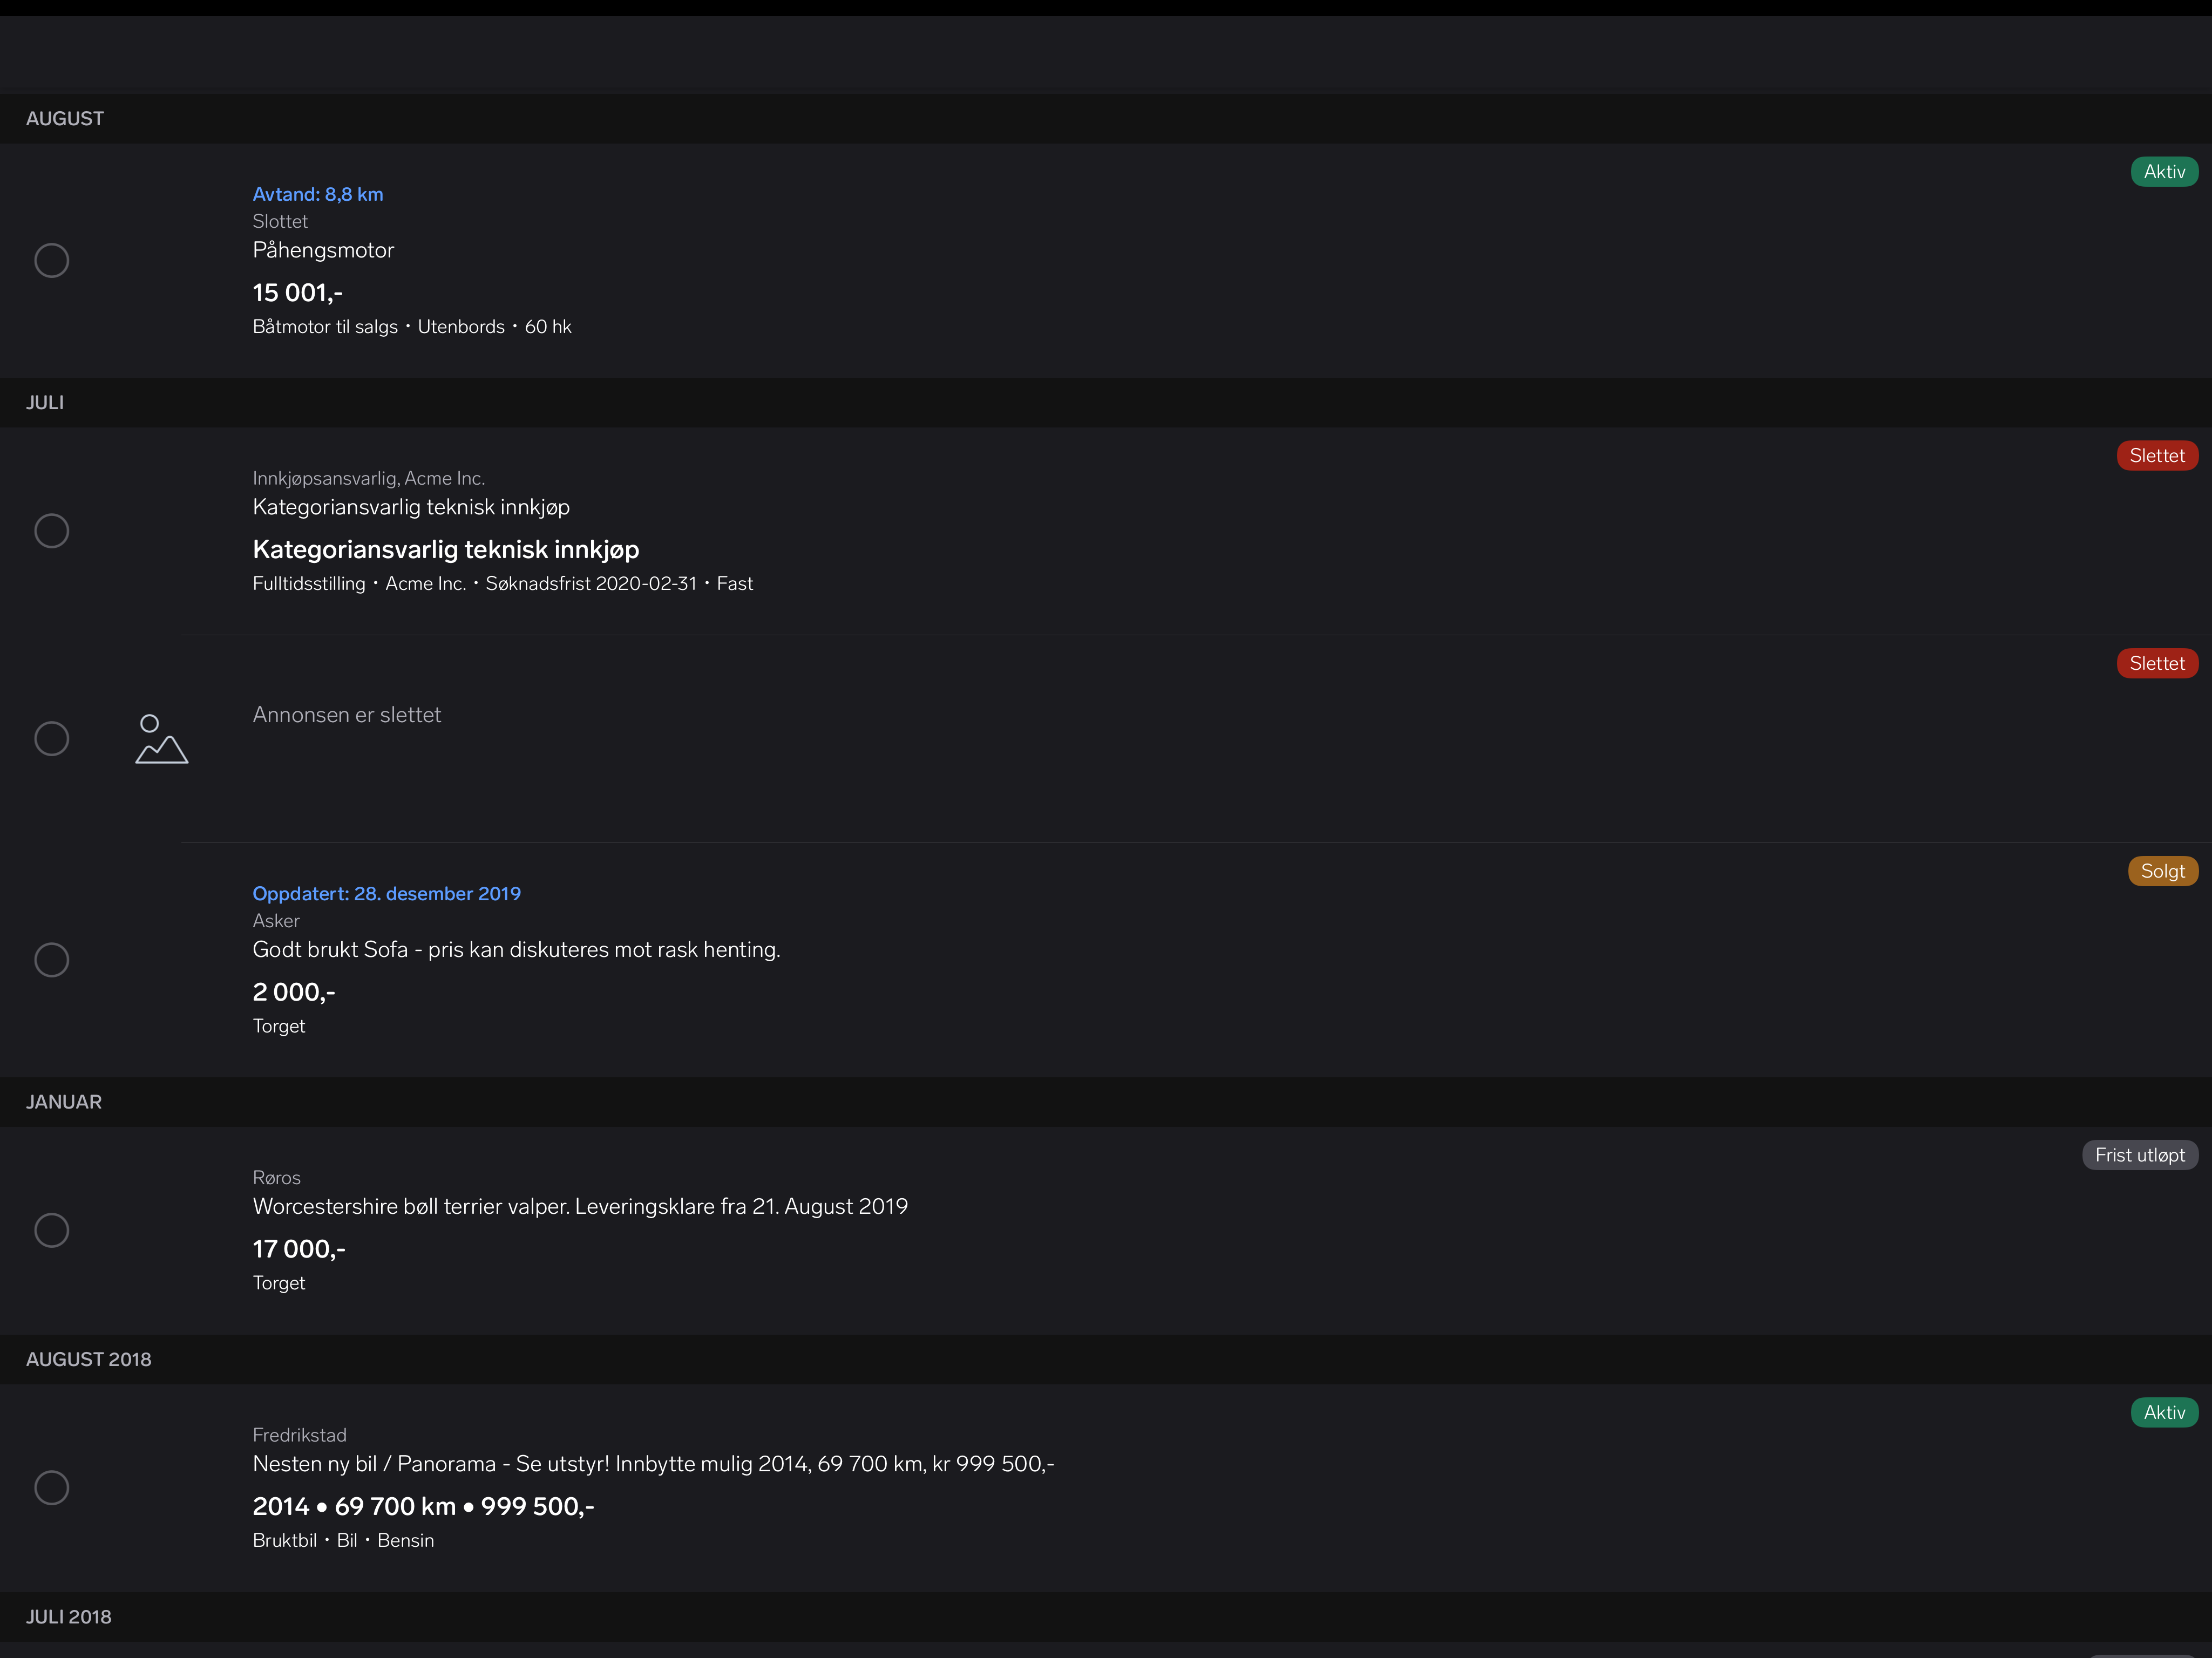 AUGUST
Aktiv
Avtand: 8,8 km
Slottet
Påhengsmotor
15 001,-
Båtmotor til salgs • Utenbords • 60 hk
JULI
Slettet
Innkjøpsansvarlig, Acme Inc.
Kategoriansvarlig teknisk innkjøp
Kategoriansvarlig teknisk innkjøp
Fulltidsstilling • Acme Inc. • Søknadsfrist 2020-02-31 • Fast
Slettet
Annonsen er slettet
Solgt
Oppdatert: 28. desember 2019
Asker
Godt brukt Sofa - pris kan diskuteres mot rask henting.
2 000,-
Torget
JANUAR
Frist utløpt
Røros
Worcestershire bøll terrier valper. Leveringsklare fra 21. August 2019
17 000,-
Torget
AUGUST 2018
Aktiv
Fredrikstad
Nesten ny bil / Panorama - Se utstyr! Innbytte mulig 2014, 69 700 km, kr 999 500,-
2014 • 69 700 km • 999 500,-
Bruktbil • Bil • Bensin
JULI 2018